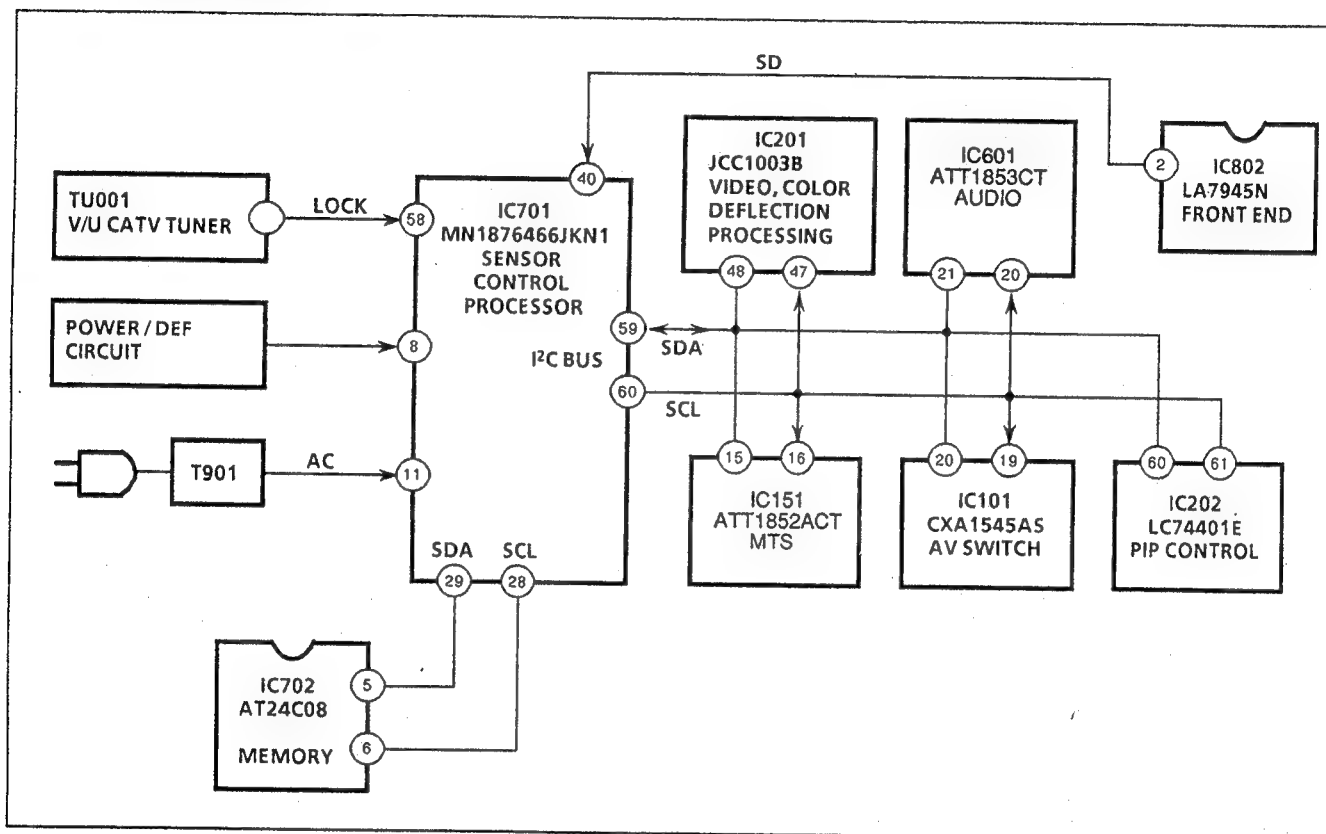 SD
TU001
V/U CATV TUNER
LOCK
58
40
IC701
MN1876466JKN1
SENSOR
CONTROL
PROCESSOR
IC201
JCC1003B
VIDEO, COLOR
DEFLECTION
PROCESSING
48
47
IC601
ATT1853CT
AUDIO
21
20
2
IC802
LA7945N
FRONT END
POWER / DEF
CIRCUIT
8
59
SDA
I²C BUS
60
SCL
T901
AC
11
15
16
IC151
ATT1852ACT
MTS
20
19
IC101
CXA1545AS
AV SWITCH
60
61
IC202
LC74401E
PIP CONTROL
SDA
SCL
29
28
IC702
AT24C08
MEMORY
5
6